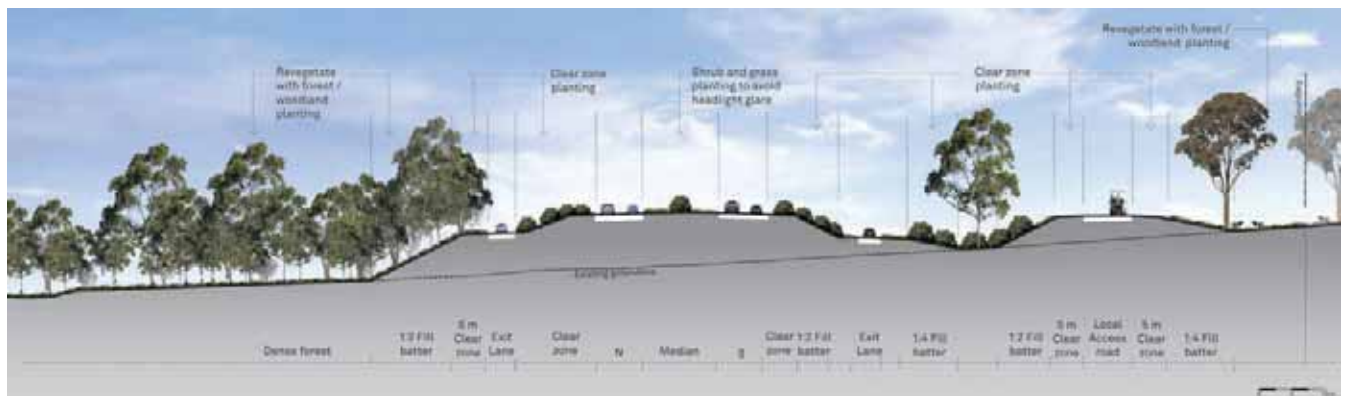 Revegetate
with forest /
woodland
planting
Clear zone
planting
Shrub and grass
planting to avoid
headlight glare
Clear zone
planting
Revegetate with forest /
woodland planting
Existing
Dense forest
1:2 Fill
batter
Clear
zone
Exit
Lane
Clear
zone
N
Median
Clear
zone
1:2 Fill
batter
Exit
Lane
1:4 Fill
batter
1:2 Fill
batter
5 m
Clear
zone
Local
Access
road
5 m
Clear
zone
1:4 Fill
batter